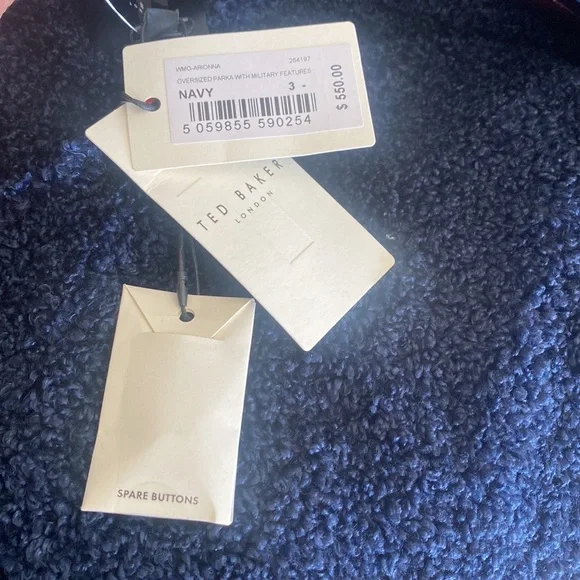 WMO-ARIONNA 264197
OVERSIZED PARKA WITH MILITARY FEATURES
NAVY 3 -
5 059855 590254
$ 550.00
TED BAKER
LONDON
SPARE BUTTONS